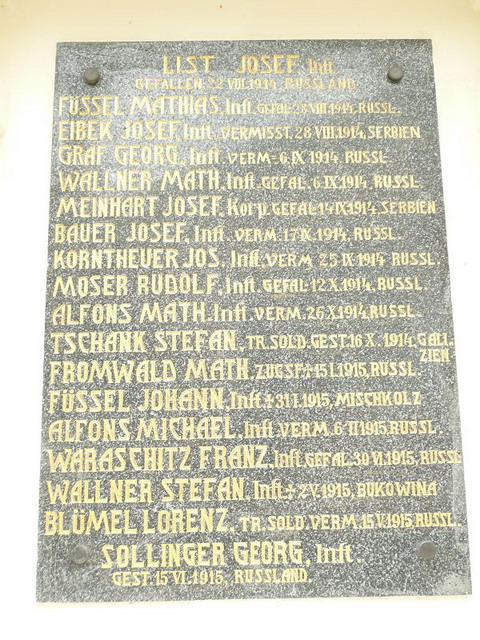 LIST JOSEF, Inft.
GEFALLEN 22 VIII.1914, RUSSLAND.
FÜSSEL MATHIAS, Inft. GEFAL. 28 VIII.1914, RUSSL.
EIBEK JOSEF Inft. VERMISST, 28 VIII.1914, SERBIEN
GRAF GEORG, Inft. VERM. 6 IX 1914, RUSSL
WALLNER MATH. Inft. GEFAL. 6 IX.1914, RUSSL.
MEINHART JOSEF, Korp. GEFAL. 14 IX.1914, SERBIEN
BAUER JOSEF, Inft. VERM. 17 IX 1914, RUSSL
KORNTHEUER JOS. Inft. VERM 25 IX 1914 RUSSL.
MOSER RUDOLF, Inft GEFAL. 12 X.1914, RUSSL.
ALFONS MATH. Inft. VERM. 26 X.1914, RUSSL.
TSCHANK STEFAN, TR. SOLD. GEST. 16 X. 1914, GALI-
ZIEN.
FROMWALD MATH ZUGSF. † 15 I.1915, RUSSL.
FÜSSEL JOHANN, Inft † 31 I.1915, MISCHKOLZ
ALFONS MICHAEL, Inft. VERM. 6 II 1915, RUSSL.
WARASCHITZ FRANZ, Inft. GEFAL. 30 VI.1915, RUSSL
WALLNER STEFAN, Inft. † 2 V.1915, BUKOWINA
BLÜMEL LORENZ, TR. SOLD. VERM. 15 V.1915, RUSSL.
SOLLINGER GEORG, Inft.
GEST. 15 VI.1915, RUSSLAND.